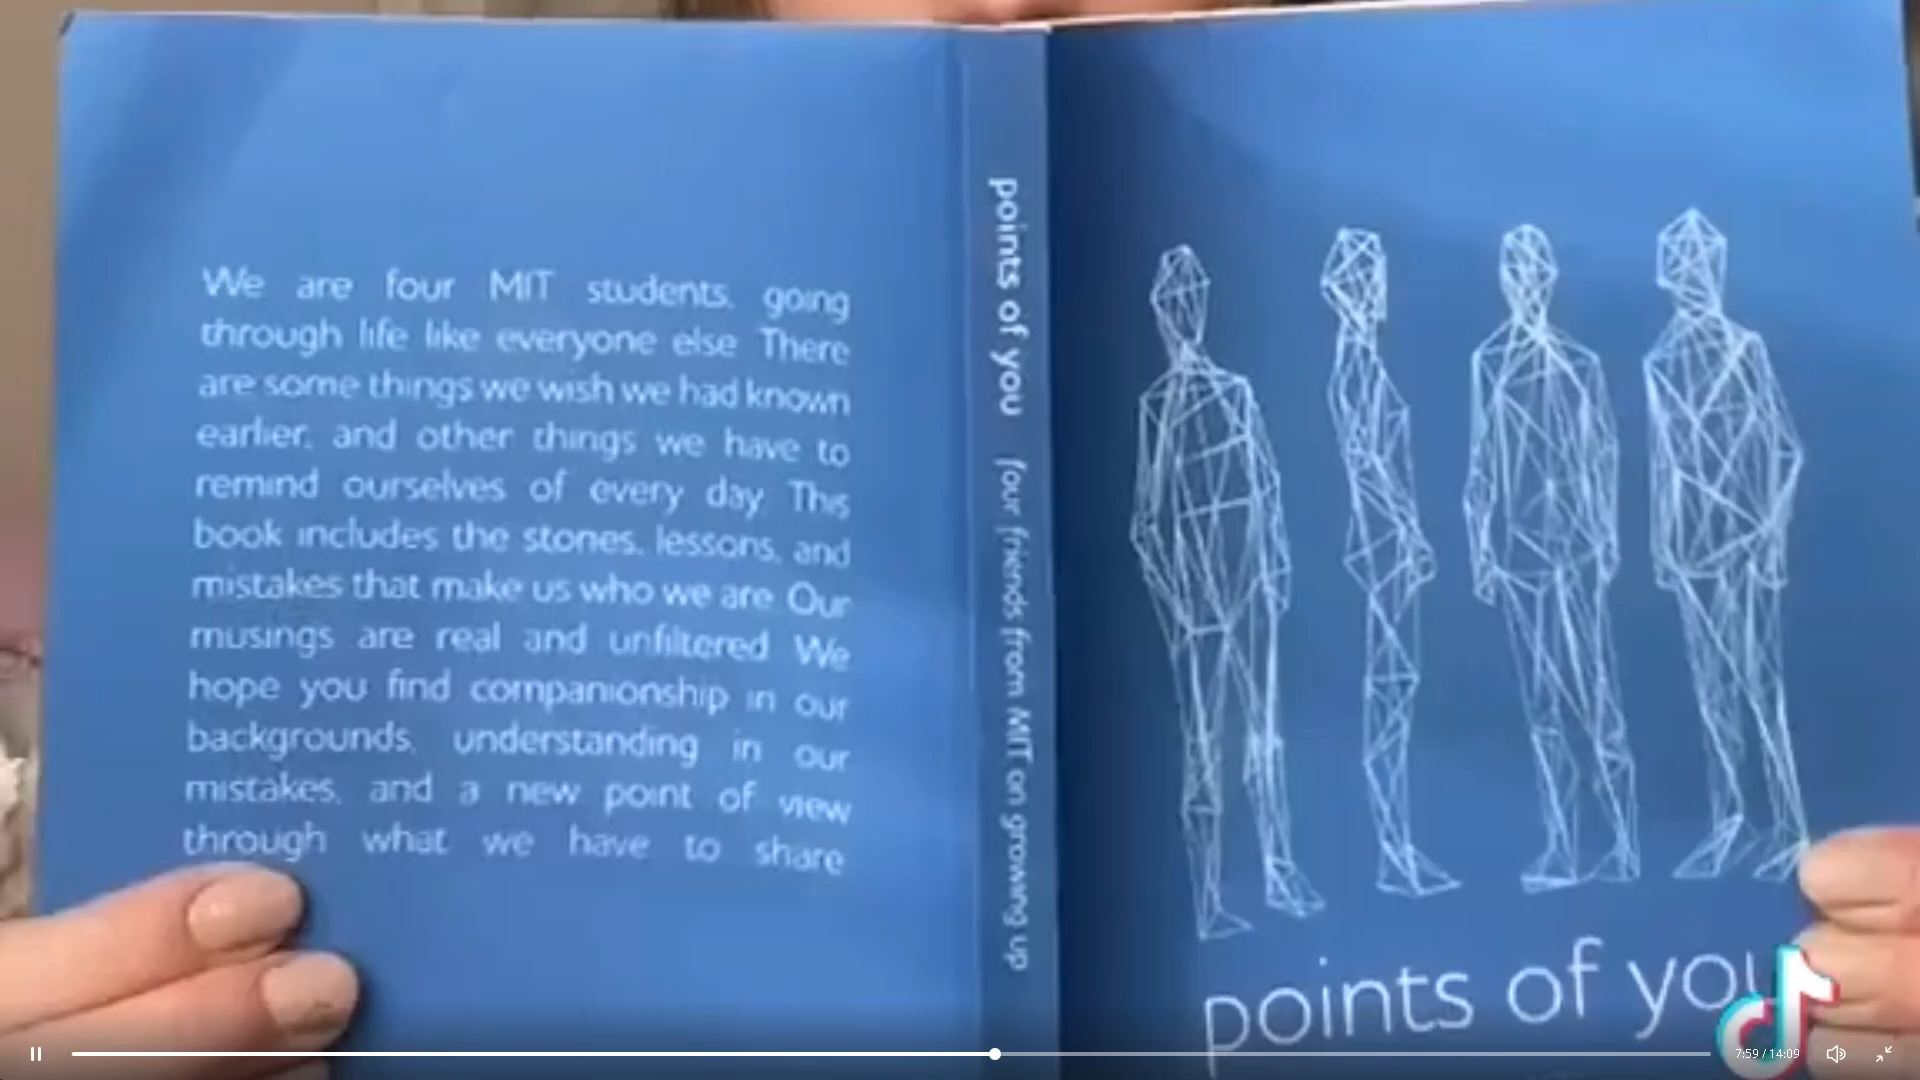 We are four MIT students, going
through life like everyone else There
are some things we wish we had known
earlier, and other things we have to
remind ourselves of every day This
book includes the stories, lessons, and
mistakes that make us who we are Our
musings are real and unfiltered We
hope you find companionship in our
backgrounds, understanding in our
mistakes, and a new point of view
through what we have to share
points of you four friends from MIT on growing up
points of you
7:59 / 14:09